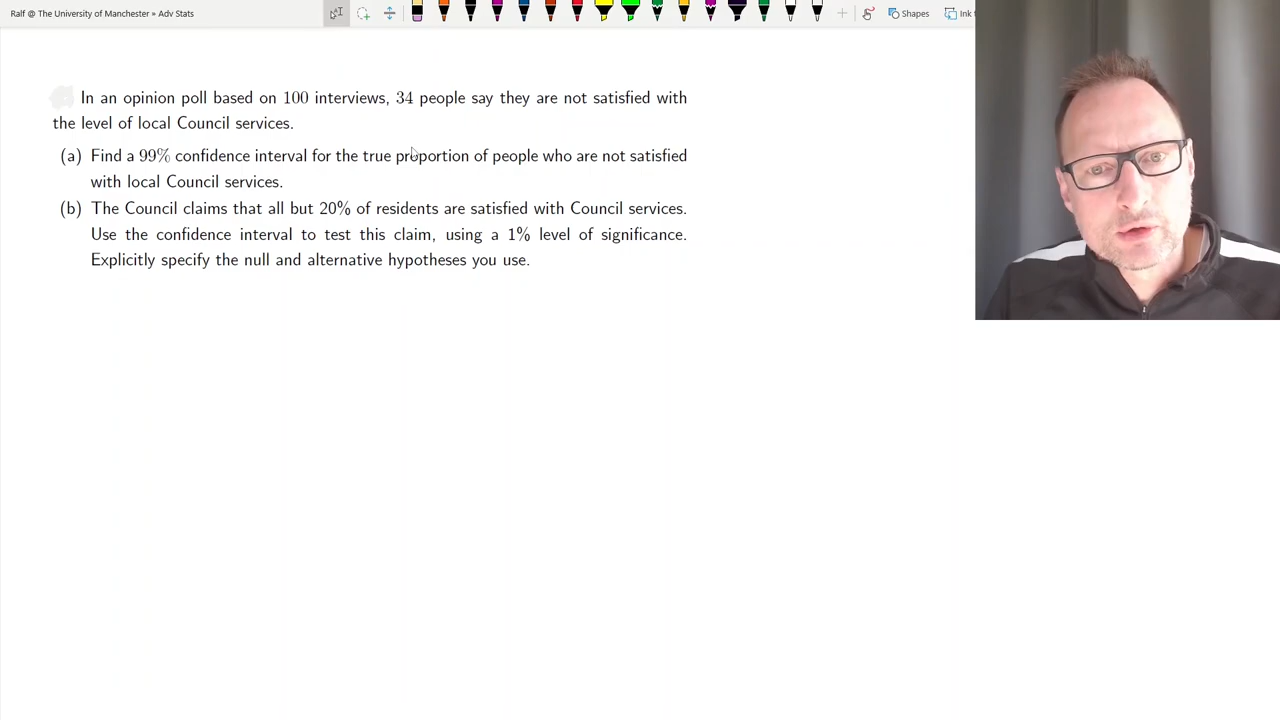 Ralf @ The University of Manchester » Adv Stats
Shapes
Ink t
In an opinion poll based on 100 interviews, 34 people say they are not satisfied with
the level of local Council services.
(a) Find a 99% confidence interval for the true proportion of people who are not satisfied
with local Council services.
(b) The Council claims that all but 20% of residents are satisfied with Council services.
Use the confidence interval to test this claim, using a 1% level of significance.
Explicitly specify the null and alternative hypotheses you use.